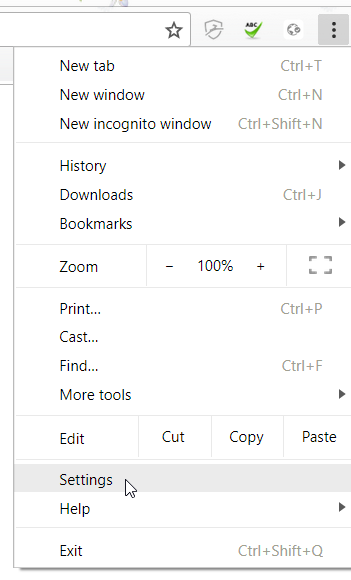 ABC
New tab Ctrl+T
New window Ctrl+N
New incognito window Ctrl+Shift+N
History
Downloads Ctrl+J
Bookmarks
Zoom − 100% +
Print... Ctrl+P
Cast...
Find... Ctrl+F
More tools
Edit Cut Copy Paste
Settings
Help
Exit Ctrl+Shift+Q